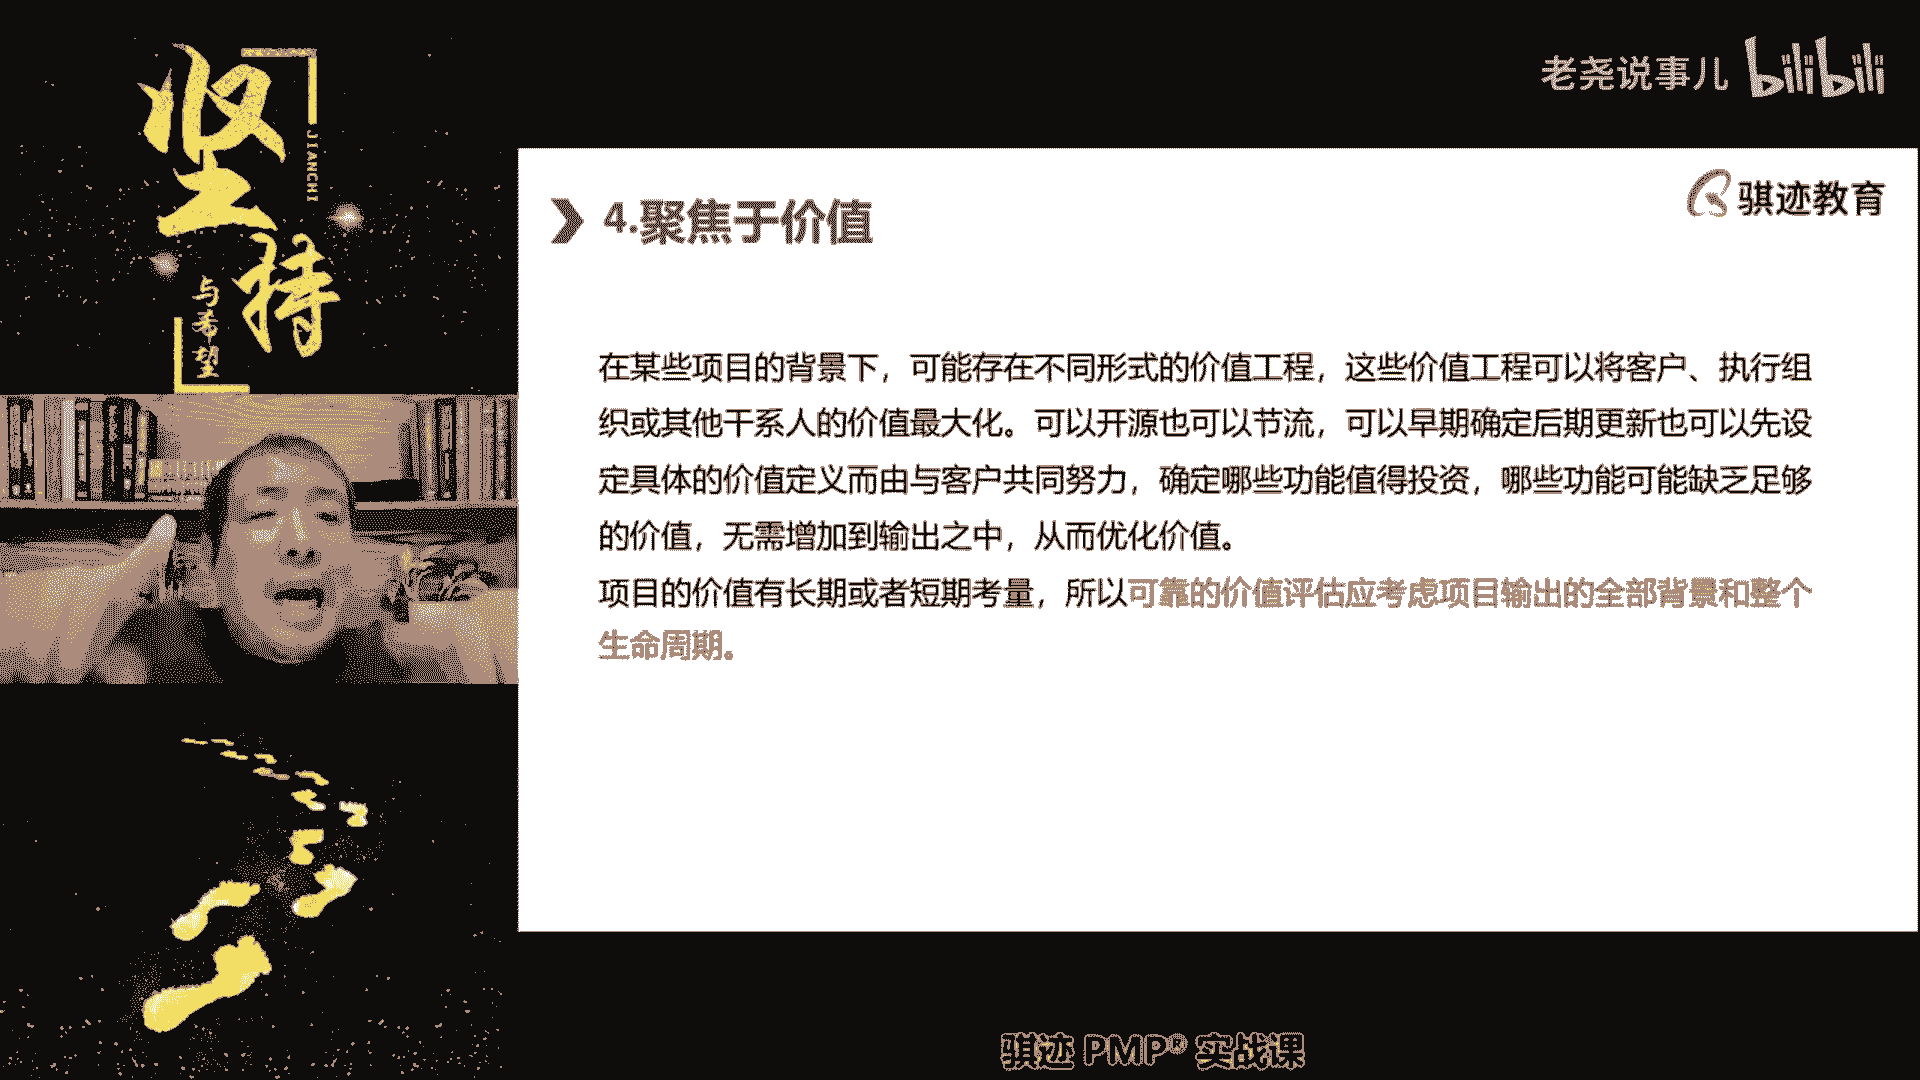 坚持
JIANCHI
与希望
老尧说事儿 bilibili
骐迹教育
4.聚焦于价值
在某些项目的背景下，可能存在不同形式的价值工程，这些价值工程可以将客户、执行组
织或其他干系人的价值最大化。可以开源也可以节流，可以早期确定后期更新也可以先设
定具体的价值定义而由与客户共同努力，确定哪些功能值得投资，哪些功能可能缺乏足够
的价值，无需增加到输出之中，从而优化价值。
项目的价值有长期或者短期考量，所以可靠的价值评估应考虑项目输出的全部背景和整个
生命周期。
骐迹 PMP® 实战课